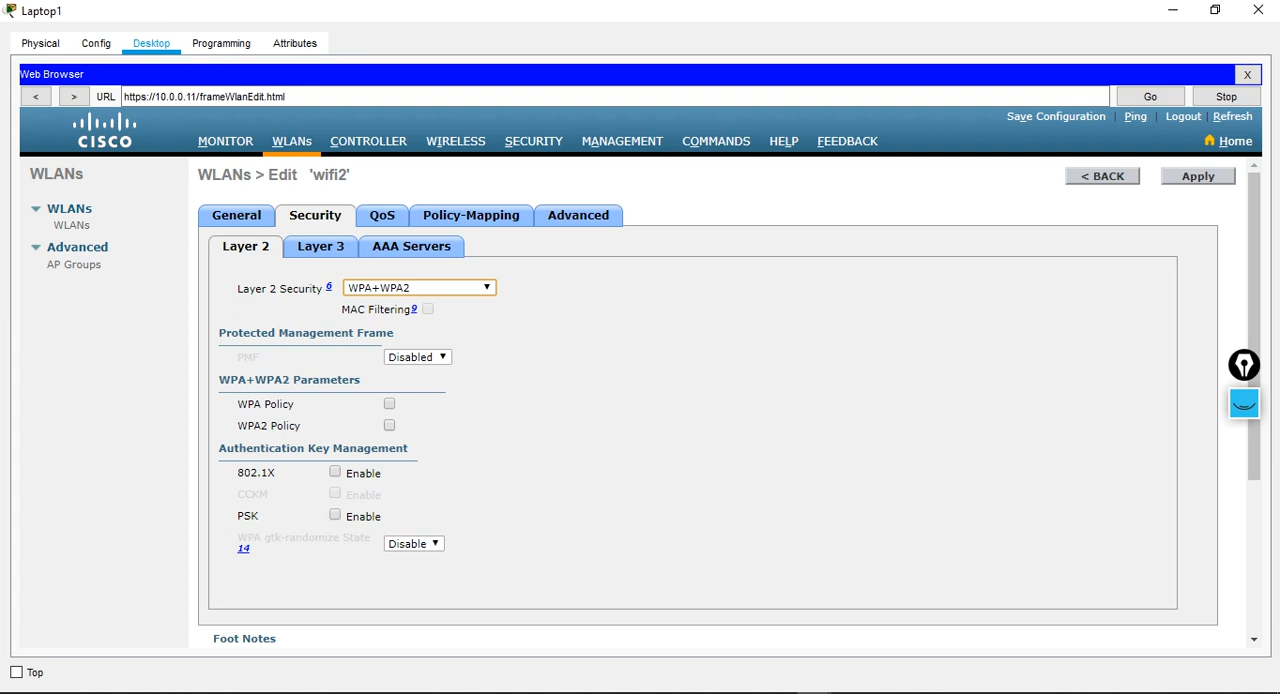 Laptop1
Physical Config Desktop Programming Attributes
Web Browser X
< > URL https://10.0.0.11/frameWlanEdit.html Go Stop
Save Configuration | Ping | Logout | Refresh
CISCO MONITOR WLANs CONTROLLER WIRELESS SECURITY MANAGEMENT COMMANDS HELP FEEDBACK Home
WLANs
WLANs
WLANs
Advanced
AP Groups
WLANs > Edit 'wifi2' < BACK Apply
General Security QoS Policy-Mapping Advanced
Layer 2 Layer 3 AAA Servers
Layer 2 Security 6 WPA+WPA2
MAC Filtering 9
Protected Management Frame
PMF Disabled
WPA+WPA2 Parameters
WPA Policy
WPA2 Policy
Authentication Key Management
802.1X Enable
CCKM Enable
PSK Enable
WPA gtk-randomize State Disable
14
Foot Notes
Top